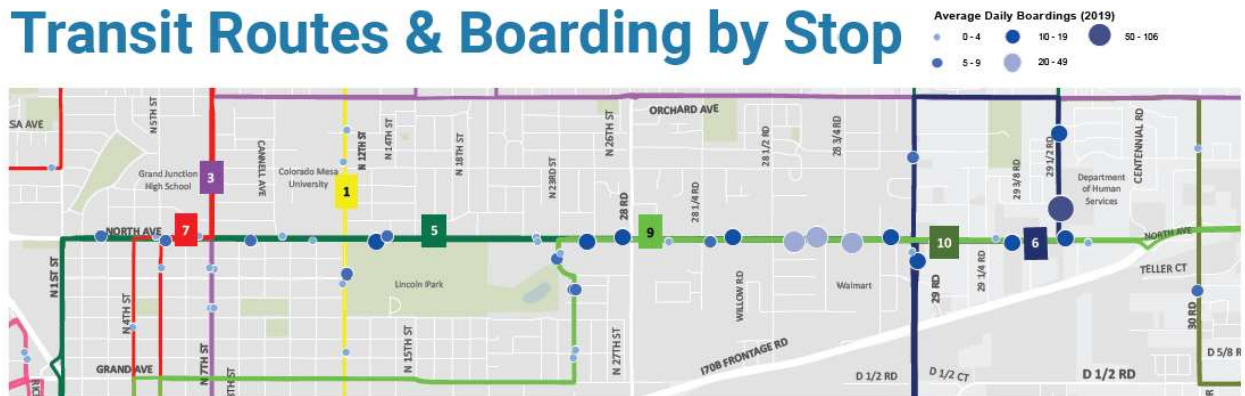 Transit Routes & Boarding by Stop
Average Daily Boardings (2019)
0 - 4
10 - 19
50 - 106
5 - 9
20 - 49
SA AVE
N 5TH ST
CANNELL AVE
Grand Junction
High School
Colorado Mesa
University
N 12TH ST
N 14TH ST
N 18TH ST
N 23RD ST
N 26TH ST
ORCHARD AVE
28 1/2 RD
28 3/4 RD
29 3/8 RD
29 1/2 RD
CENTENNIAL RD
Department
of Human
Services
3
1
7
5
9
10
6
NORTH AVE
28 RD
28 1/4 RD
NORTH AVE
N 1ST ST
N 4TH ST
N 7TH ST
Lincoln Park
WILLOW RD
Walmart
29 RD
29 1/4 RD
TELLER CT
30 RD
N 15TH ST
N 27TH ST
I70B FRONTAGE RD
GRAND AVE
8TH ST
D 1/2 RD
D 1/2 CT
D 1/2 RD
D 5/8 R
RIC